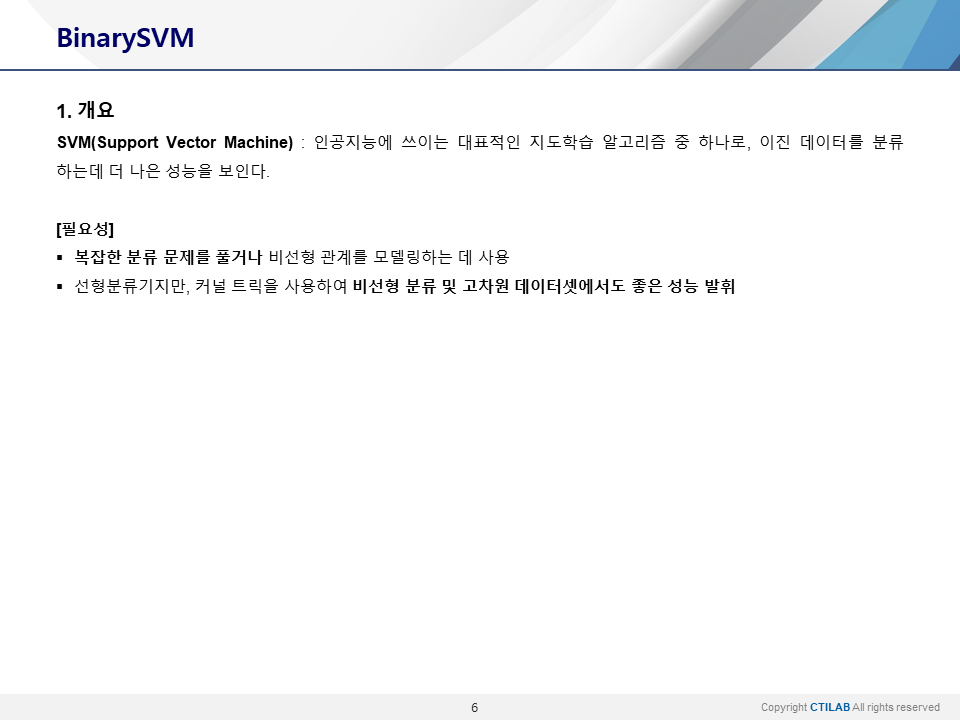 BinarySVM
1. 개요
SVM(Support Vector Machine) : 인공지능에 쓰이는 대표적인 지도학습 알고리즘 중 하나로, 이진 데이터를 분류
하는데 더 나은 성능을 보인다.
[필요성]
▪ 복잡한 분류 문제를 풀거나 비선형 관계를 모델링하는 데 사용
▪ 선형분류기지만, 커널 트릭을 사용하여 비선형 분류 및 고차원 데이터셋에서도 좋은 성능 발휘
6
Copyright CTILAB All rights reserved